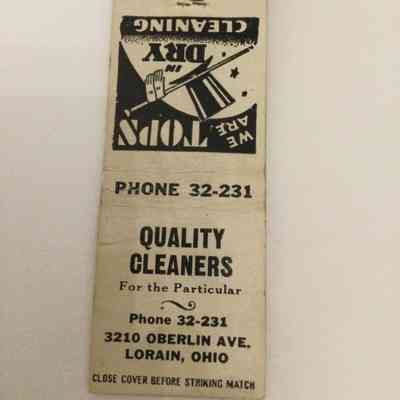 WE
ARE
TOPS
IN
DRY
CLEANING
PHONE 32-231
QUALITY
CLEANERS
For the Particular
Phone 32-231
3210 OBERLIN AVE.
LORAIN, OHIO
CLOSE COVER BEFORE STRIKING MATCH